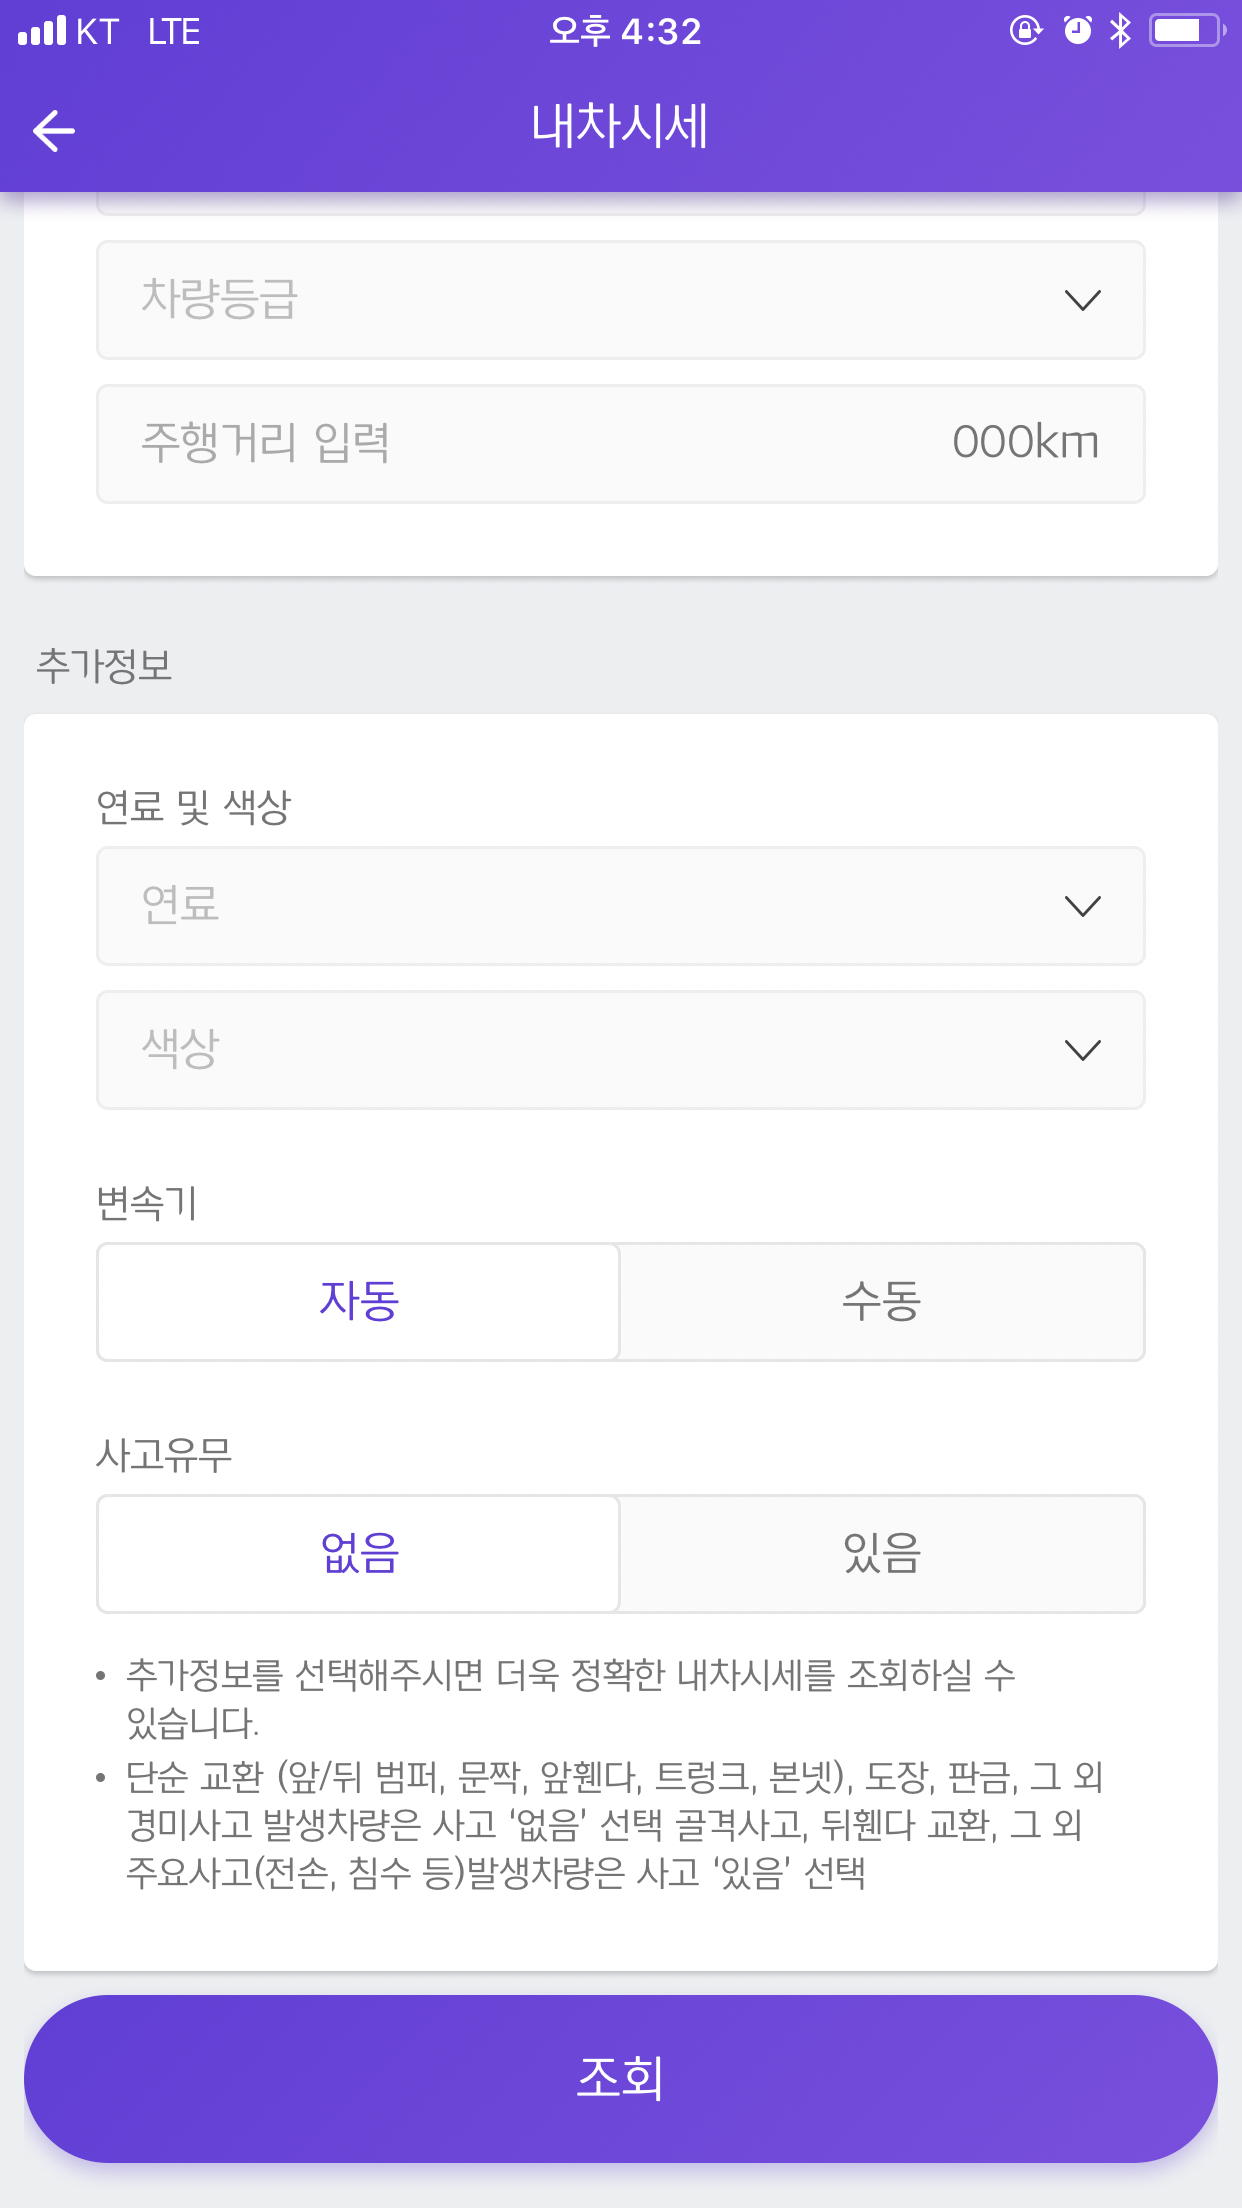 KT LTE 오후 4:32
내차시세
차량등급
주행거리 입력 000km
추가정보
연료 및 색상
연료
색상
변속기
자동 수동
사고유무
없음 있음
• 추가정보를 선택해주시면 더욱 정확한 내차시세를 조회하실 수
있습니다.
• 단순 교환 (앞/뒤 범퍼, 문짝, 앞휀다, 트렁크, 본넷), 도장, 판금, 그 외
경미사고 발생차량은 사고 ‘없음’ 선택 골격사고, 뒤휀다 교환, 그 외
주요사고(전손, 침수 등)발생차량은 사고 ‘있음’ 선택
조회